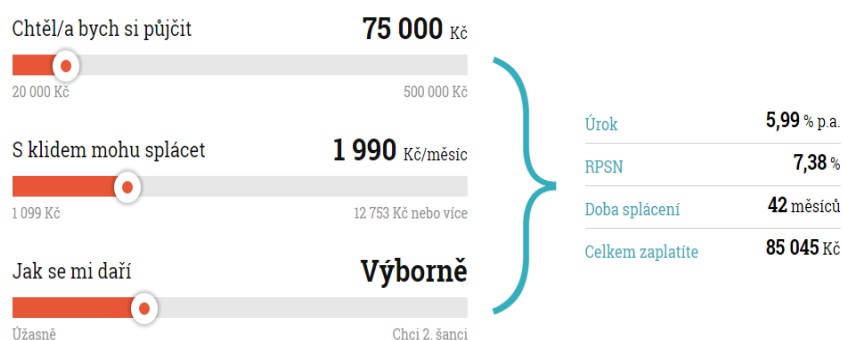 Chtěl/a bych si půjčit 75 000 Kč
20 000 Kč 500 000 Kč
S klidem mohu splácet 1 990 Kč/měsíc
1 099 Kč 12 753 Kč nebo více
Jak se mi daří Výborně
Úžasně Chci 2. šanci
Úrok 5,99 % p.a.
RPSN 7,38 %
Doba splácení 42 měsíců
Celkem zaplatíte 85 045 Kč